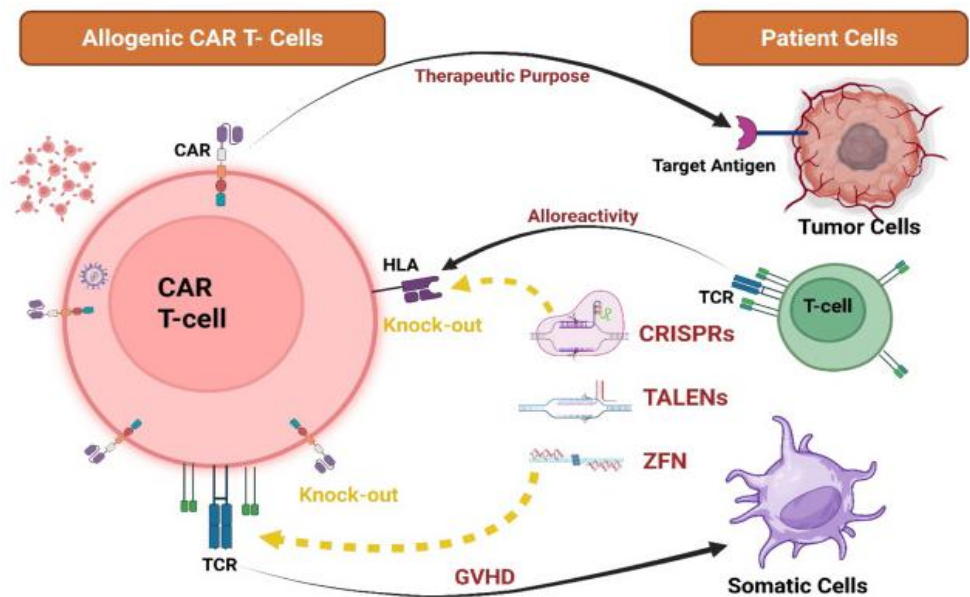 Allogenic CAR T- Cells
Patient Cells
Therapeutic Purpose
CAR
Target Antigen
Tumor Cells
Alloreactivity
HLA
TCR
T-cell
CAR
T-cell
Knock-out
CRISPRs
TALENs
ZFN
Knock-out
TCR
GVHD
Somatic Cells